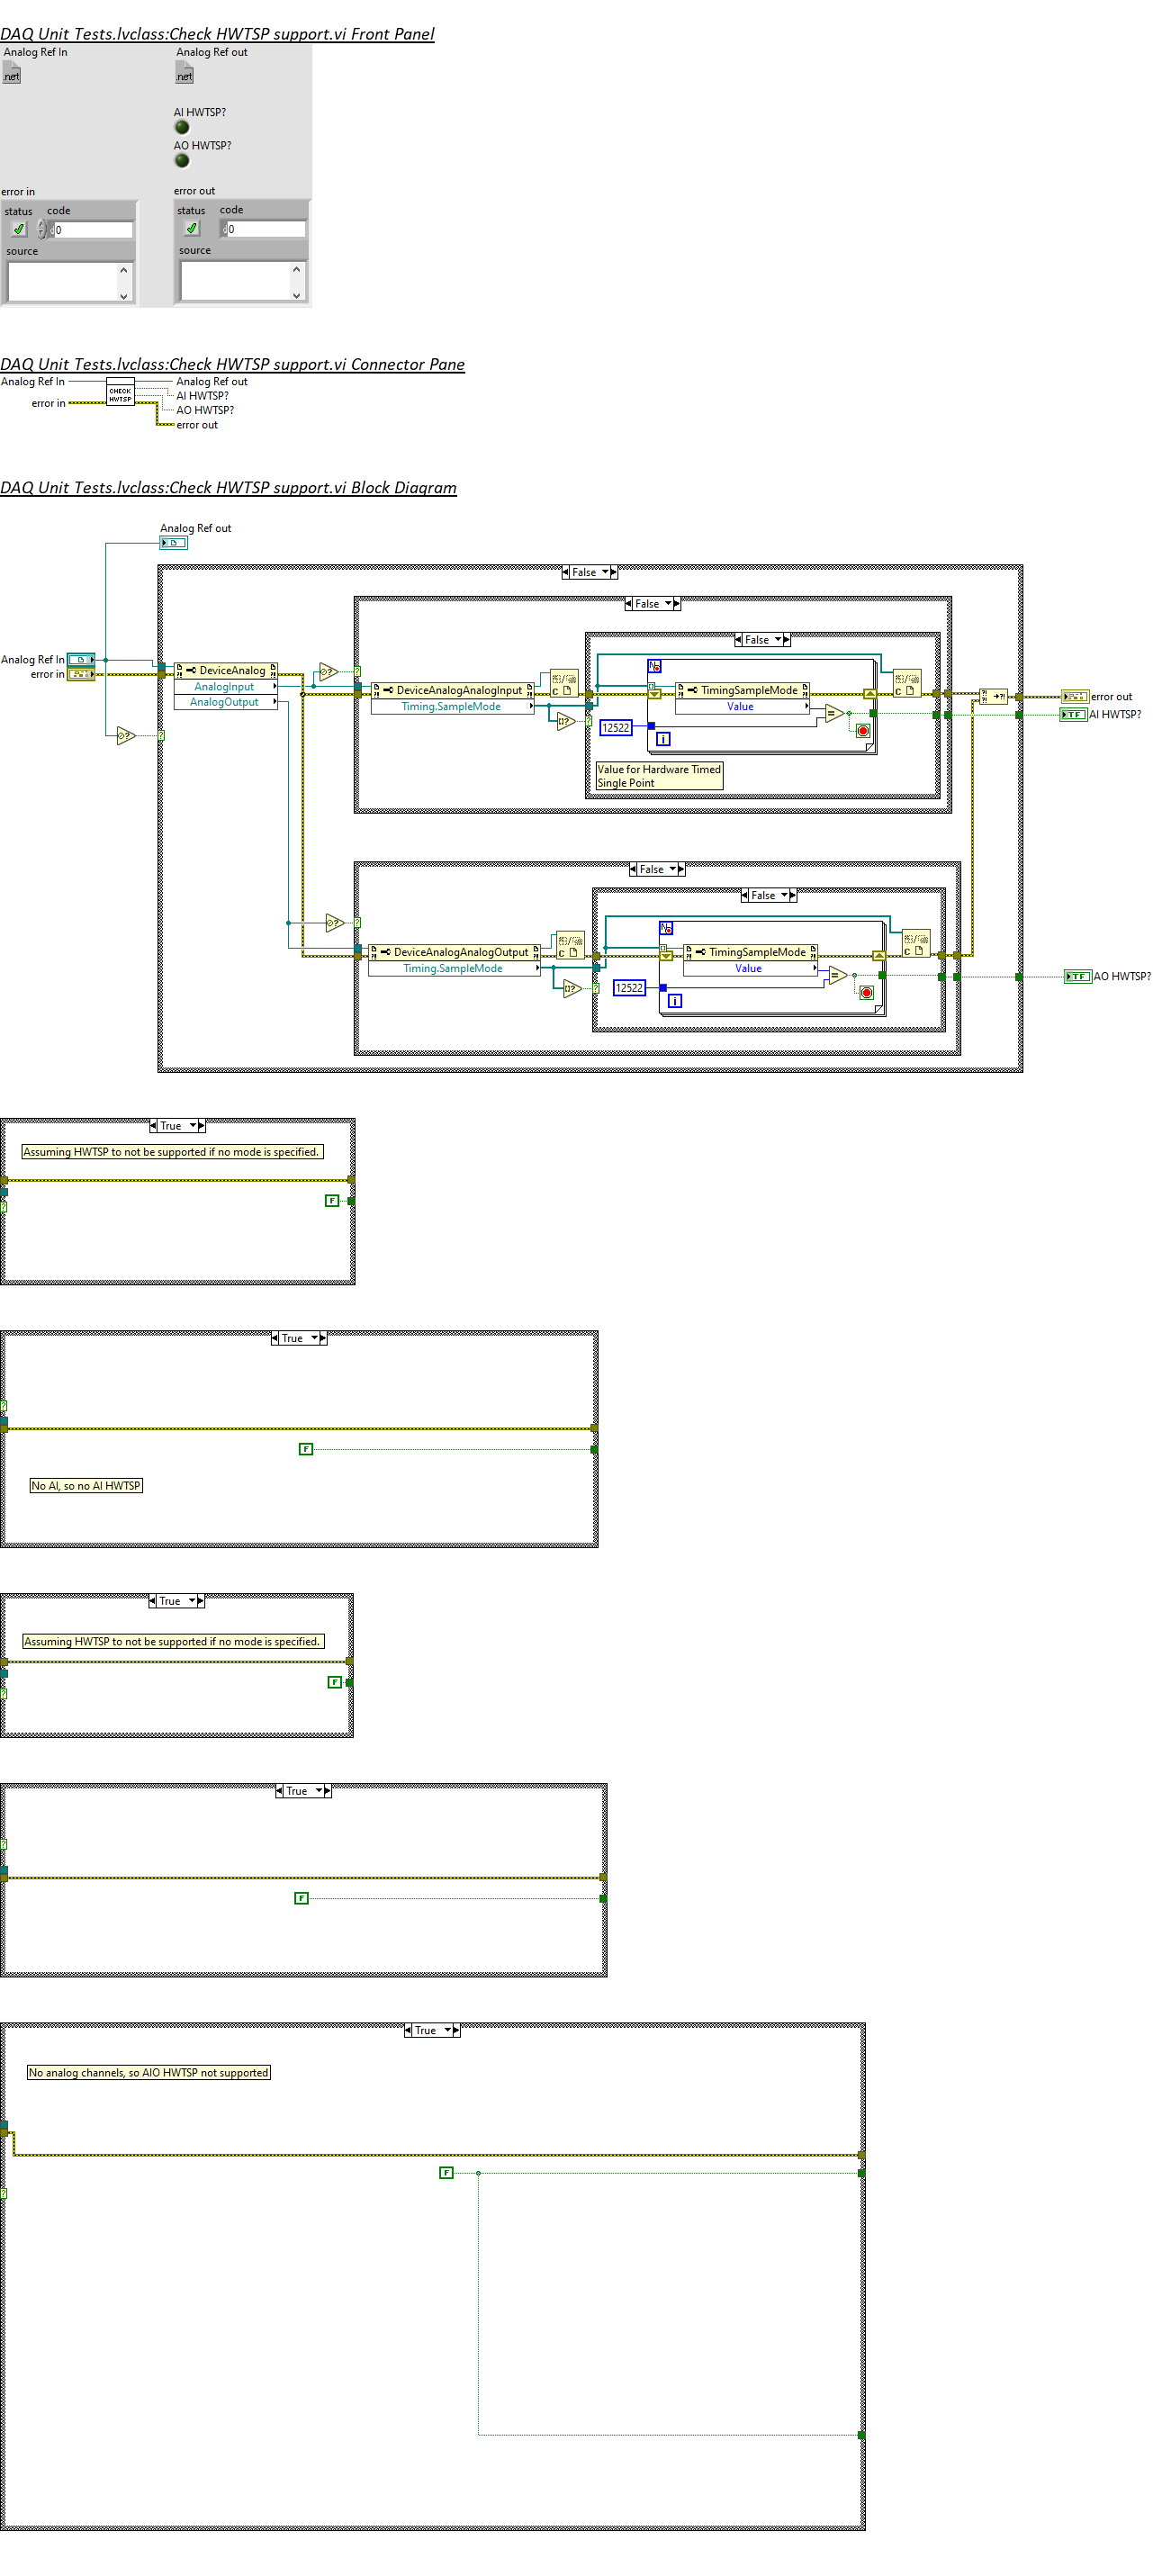 DAQ Unit Tests.lvclass:Check HWTSP support.vi Front Panel
Analog Ref In
Analog Ref out
.net
.net
AI HWTSP?
AO HWTSP?
error in
error out
status code
status code
0
0
source
source
DAQ Unit Tests.lvclass:Check HWTSP support.vi Connector Pane
Analog Ref In
CHECK
HWTSP
Analog Ref out
AI HWTSP?
AO HWTSP?
error in
error out
DAQ Unit Tests.lvclass:Check HWTSP support.vi Block Diagram
Analog Ref out
False
False
False
Analog Ref In
error in
DeviceAnalog
AnalogInput
AnalogOutput
DeviceAnalogAnalogInput
Timing.SampleMode
N
TimingSampleMode
Value
12522
i
Value for Hardware Timed
Single Point
error out
TF
AI HWTSP?
False
False
DeviceAnalogAnalogOutput
Timing.SampleMode
N
TimingSampleMode
Value
12522
i
TF
AO HWTSP?
True
Assuming HWTSP to not be supported if no mode is specified.
F
True
F
No AI, so no AI HWTSP
True
Assuming HWTSP to not be supported if no mode is specified.
F
True
F
True
No analog channels, so AIO HWTSP not supported
F